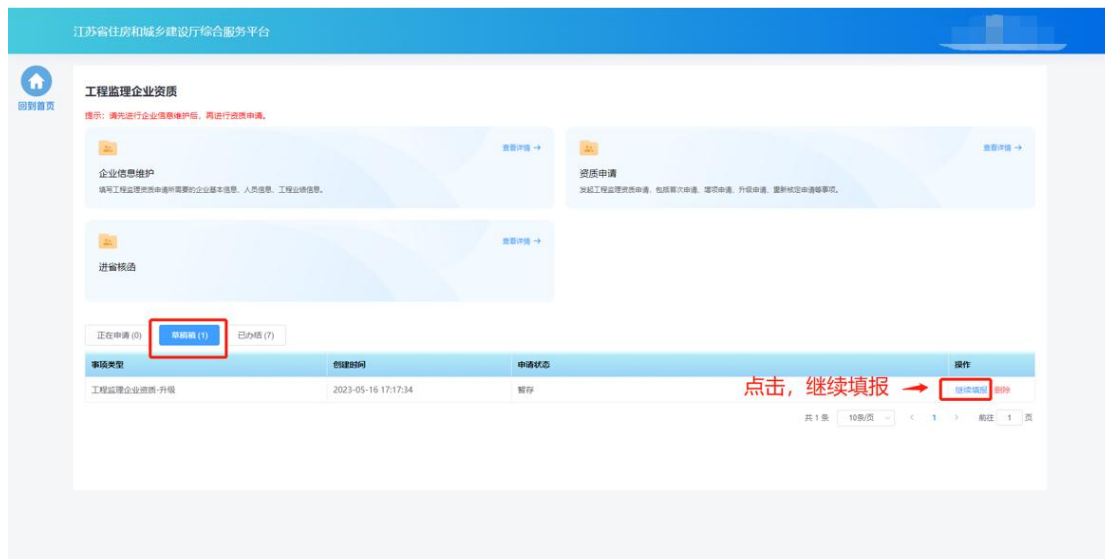 江苏省住房和城乡建设厅综合服务平台
回到首页
工程监理企业资质
提示：请先进行企业信息维护后，再进行资质申请。
查看详情 →
企业信息维护
填写工程监理资质申请所需要的企业基本信息、人员信息、工程业绩信息。
查看详情 →
资质申请
发起工程监理资质申请，包括首次申请、增项申请、升级申请、重新核定申请等事项。
查看详情 →
进省核函
正在申请 (0) 草稿箱 (1) 已办结 (7)
事项类型 创建时间 申请状态 操作
工程监理企业资质-升级 2023-05-16 17:17:34 暂存 继续填报 删除
点击，继续填报
共 1 条 10条/页 < 1 > 前往 1 页